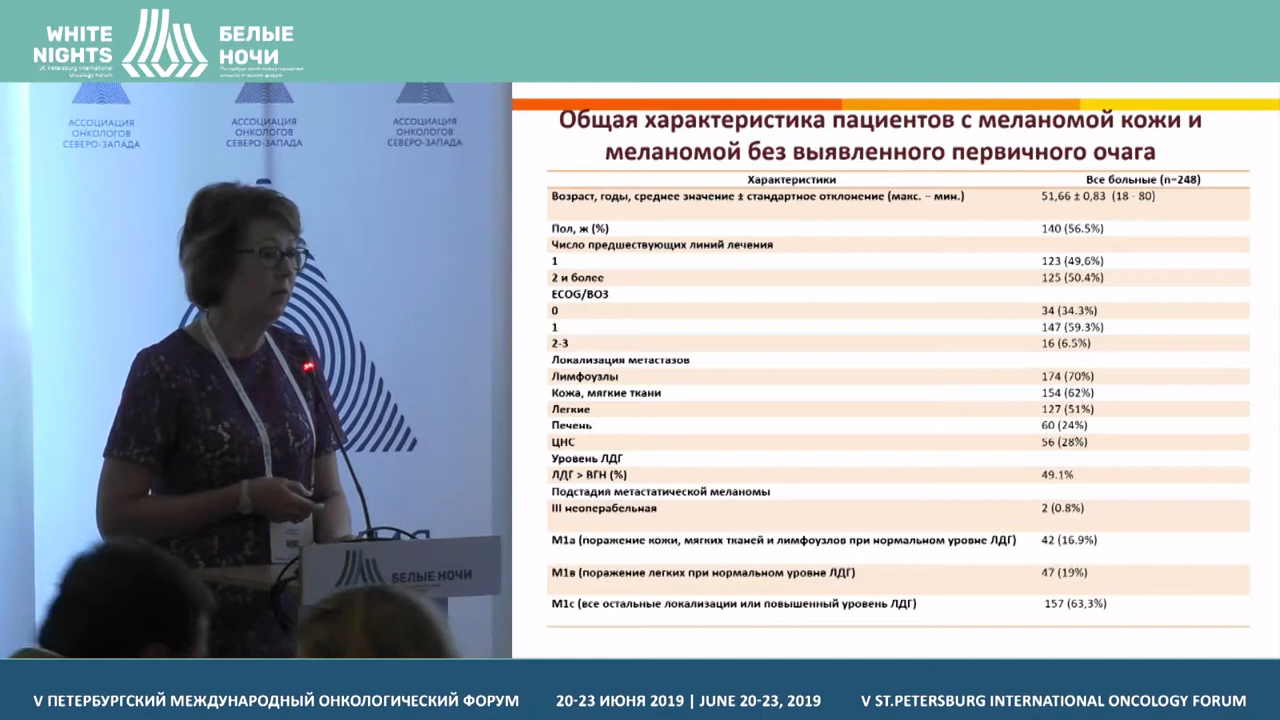 WHITE
NIGHTS
St. Petersburg International
Oncology Forum
БЕЛЫЕ
НОЧИ
Петербургский международный
онкологический форум
АССОЦИАЦИЯ
ОНКОЛОГОВ
СЕВЕРО-ЗАПАДА
АССОЦИАЦИЯ
ОНКОЛОГОВ
СЕВЕРО-ЗАПАДА
АССОЦИАЦИЯ
ОНКОЛОГОВ
СЕВЕРО-ЗАПАДА
БЕЛЫЕ НОЧИ
Общая характеристика пациентов с меланомой кожи и
меланомой без выявленного первичного очага
Характеристики Все больные (n=248)
Возраст, годы, среднее значение ± стандартное отклонение (макс. – мин.) 51,66 ± 0,83 (18 - 80)
Пол, ж (%) 140 (56.5%)
Число предшествующих линий лечения
1 123 (49,6%)
2 и более 125 (50.4%)
ECOG/ВОЗ
0 34 (34.3%)
1 147 (59.3%)
2-3 16 (6.5%)
Локализация метастазов
Лимфоузлы 174 (70%)
Кожа, мягкие ткани 154 (62%)
Легкие 127 (51%)
Печень 60 (24%)
ЦНС 56 (28%)
Уровень ЛДГ
ЛДГ > ВГН (%) 49.1%
Подстадия метастатической меланомы
III неоперабельная 2 (0.8%)
М1а (поражение кожи, мягких тканей и лимфоузлов при нормальном уровне ЛДГ) 42 (16.9%)
М1в (поражение легких при нормальном уровне ЛДГ) 47 (19%)
М1с (все остальные локализации или повышенный уровень ЛДГ) 157 (63,3%)
V ПЕТЕРБУРГСКИЙ МЕЖДУНАРОДНЫЙ ОНКОЛОГИЧЕСКИЙ ФОРУМ 20-23 ИЮНЯ 2019 | JUNE 20-23, 2019 V ST.PETERSBURG INTERNATIONAL ONCOLOGY FORUM